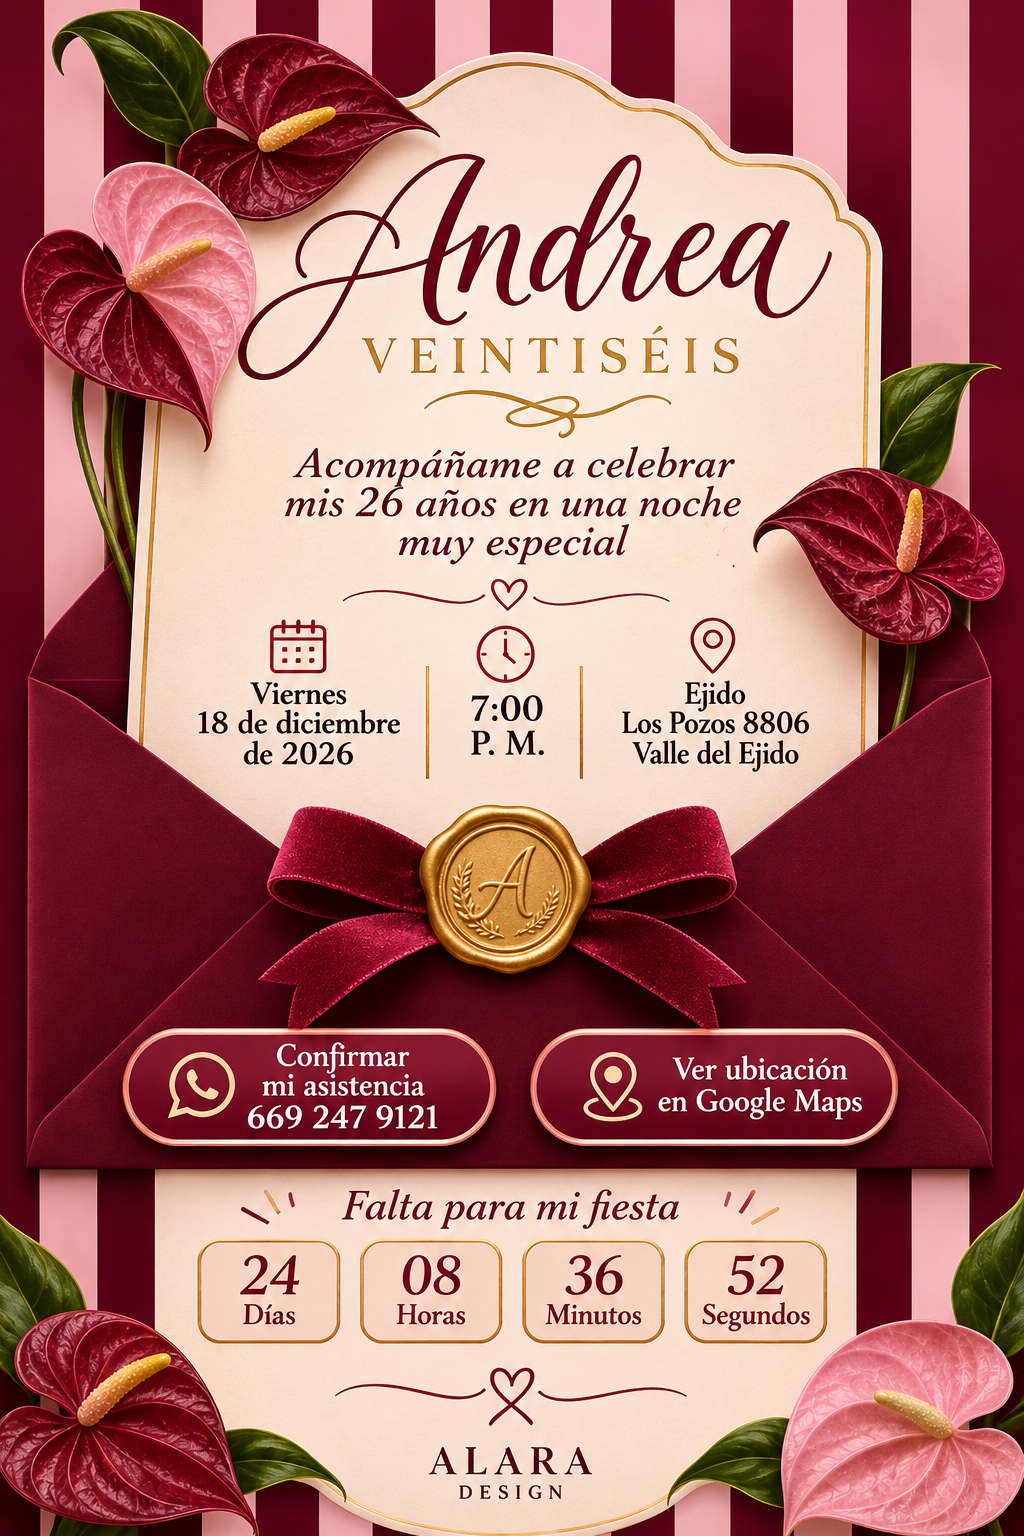 Andrea
VEINTISÉIS
Acompáñame a celebrar
mis 26 años en una noche
muy especial
Viernes
18 de diciembre
de 2026
7:00
P. M.
Ejido
Los Pozos 8806
Valle del Ejido
A
Confirmar
mi asistencia
669 247 9121
Ver ubicación
en Google Maps
Falta para mi fiesta
24
Días
08
Horas
36
Minutos
52
Segundos
ALARA
DESIGN